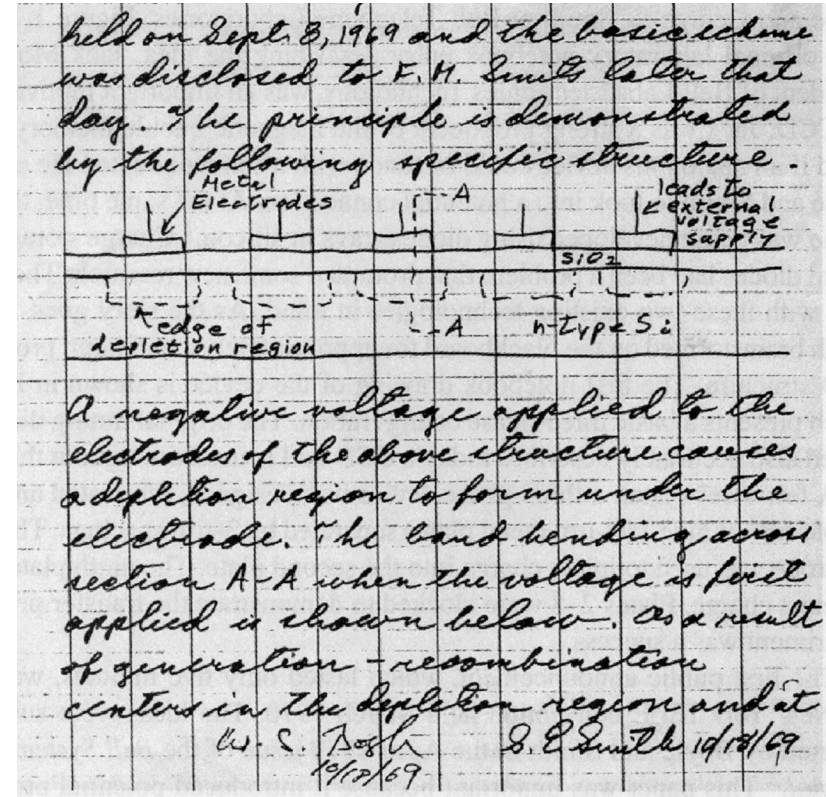 held on Sept. 8, 1969 and the basic scheme
was disclosed to F. M. Smits later that
day. The principle is demonstrated
by the following specific structure.
Metal
Electrodes
A
leads to
external
voltage
supply
SiO2
edge of
depletion region
A
n-type Si
A negative voltage applied to the
electrodes of the above structure causes
a depletion region to form under the
electrode. The band bending across
section A-A when the voltage is first
applied is shown below. As a result
of generation - recombination
centers in the depletion region and at
W. S.
G. E. Smith 10/18/69
10/18/69